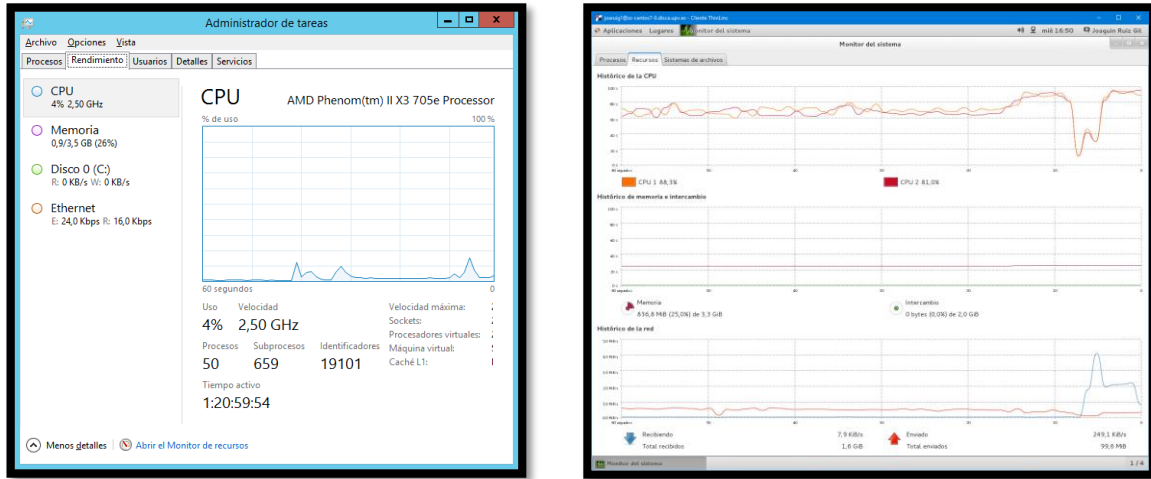 Administrador de tareas
Archivo Opciones Vista
Procesos Rendimiento Usuarios Detalles Servicios
CPU
4% 2,50 GHz
Memoria
0,9/3,5 GB (26%)
Disco 0 (C:)
R: 0 KB/s W: 0 KB/s
Ethernet
E: 24,0 Kbps R: 16,0 Kbps
CPU AMD Phenom(tm) II X3 705e Processor
% de uso 100 %
60 segundos 0
Uso Velocidad
4% 2,50 GHz
Procesos Subprocesos Identificadores
50 659 19101
Tiempo activo
1:20:59:54
Velocidad máxima:
Sockets:
Procesadores virtuales:
Máquina virtual:
Caché L1:
Menos detalles Abrir el Monitor de recursos
Cliente ThinLinc
Aplicaciones Lugares Monitor del sistema mié 16:50 Joaquin Ruiz Gil
Monitor del sistema
Procesos Recursos Sistemas de archivos
Histórico de la CPU
CPU 1 88,3% CPU 2 81,0%
Histórico de memoria e intercambio
Memoria
836,8 MiB (25,0%) de 3,3 GiB
Intercambio
0 bytes (0,0%) de 2,0 GiB
Histórico de la red
Recibiendo 7,9 KiB/s
Total recibidos 1,6 GiB
Enviado 249,1 KiB/s
Total enviados 99,6 MiB
Monitor del sistema 1 / 4